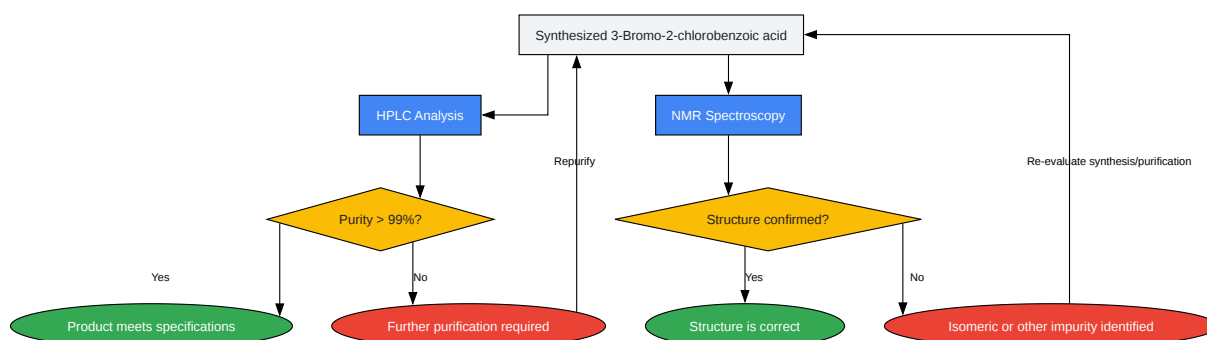 Synthesized 3-Bromo-2-chlorobenzoic acid
HPLC Analysis
NMR Spectroscopy
Repurify
Re-evaluate synthesis/purification
Purity > 99%?
Structure confirmed?
Yes
No
Yes
No
Product meets specifications
Further purification required
Structure is correct
Isomeric or other impurity identified